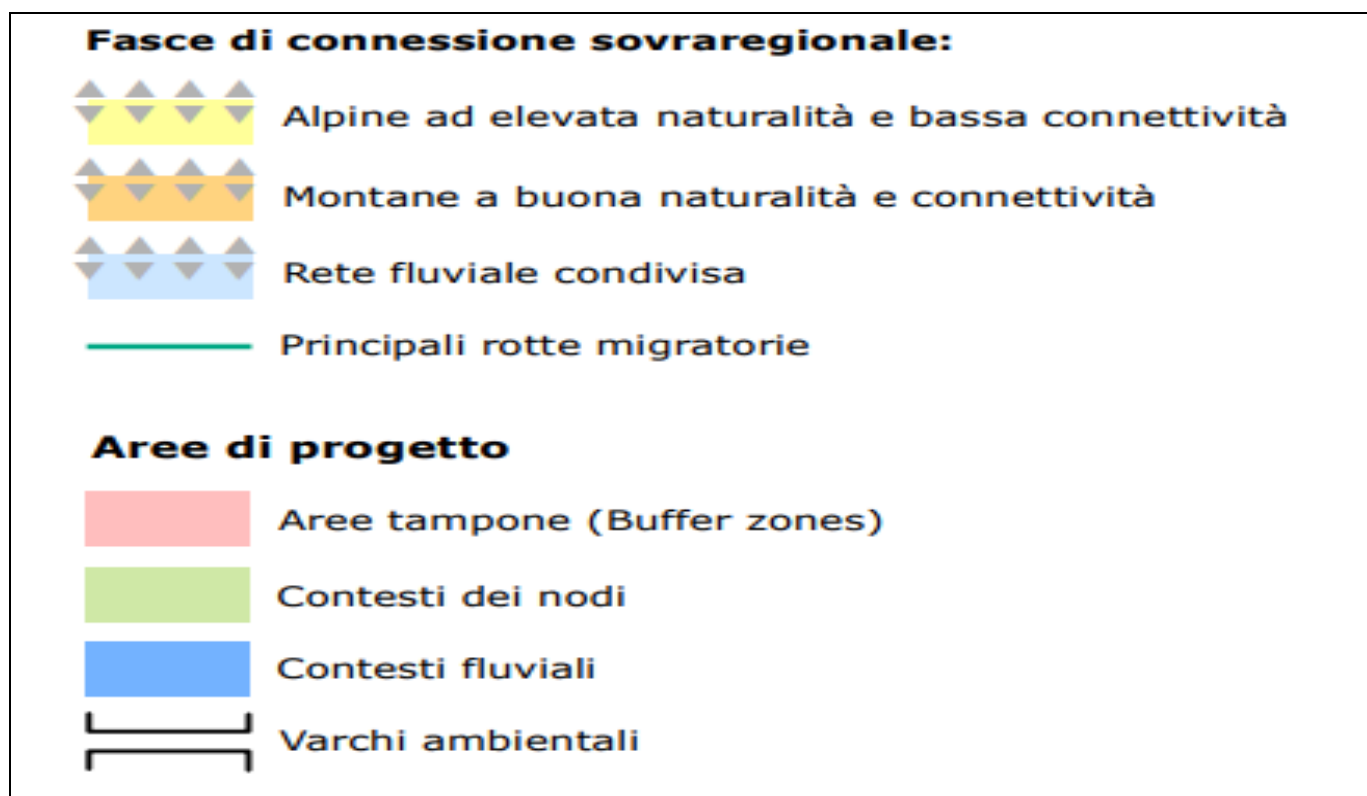 Fasce di connessione sovraregionale:
Alpine ad elevata naturalità e bassa connettività
Montane a buona naturalità e connettività
Rete fluviale condivisa
Principali rotte migratorie
Aree di progetto
Aree tampone (Buffer zones)
Contesti dei nodi
Contesti fluviali
Varchi ambientali